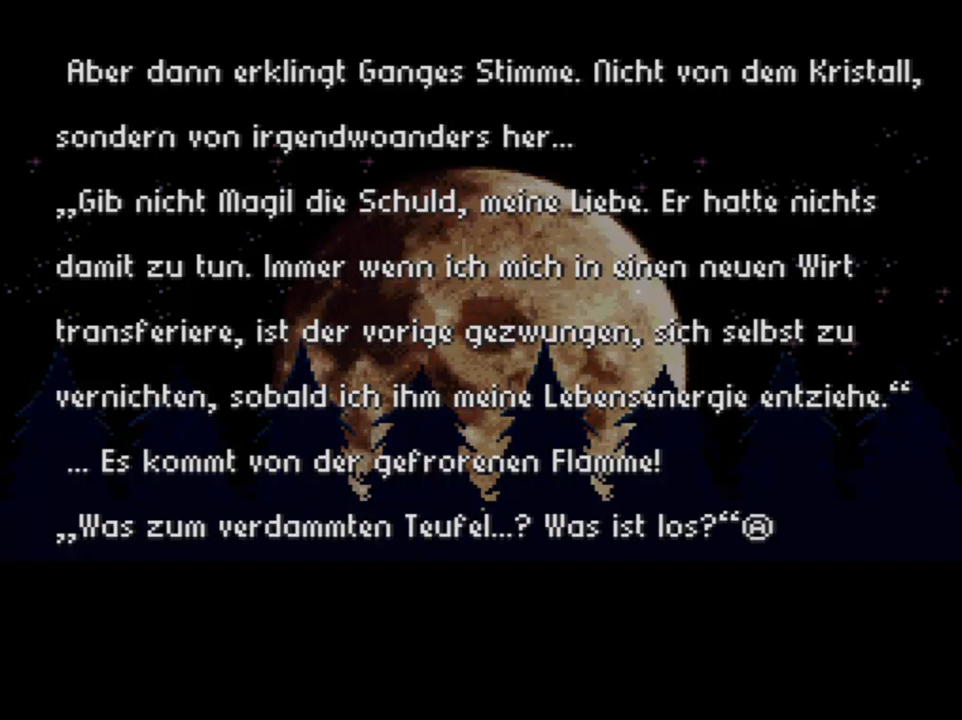 Aber dann erklingt Ganges Stimme. Nicht von dem Kristall,
sondern von irgendwoanders her...
„Gib nicht Magil die Schuld, meine Liebe. Er hatte nichts
damit zu tun. Immer wenn ich mich in einen neuen Wirt
transferiere, ist der vorige gezwungen, sich selbst zu
vernichten, sobald ich ihm meine Lebensenergie entziehe.“
... Es kommt von der gefrorenen Flamme!
„Was zum verdammten Teufel...? Was ist los?“Ⓐ